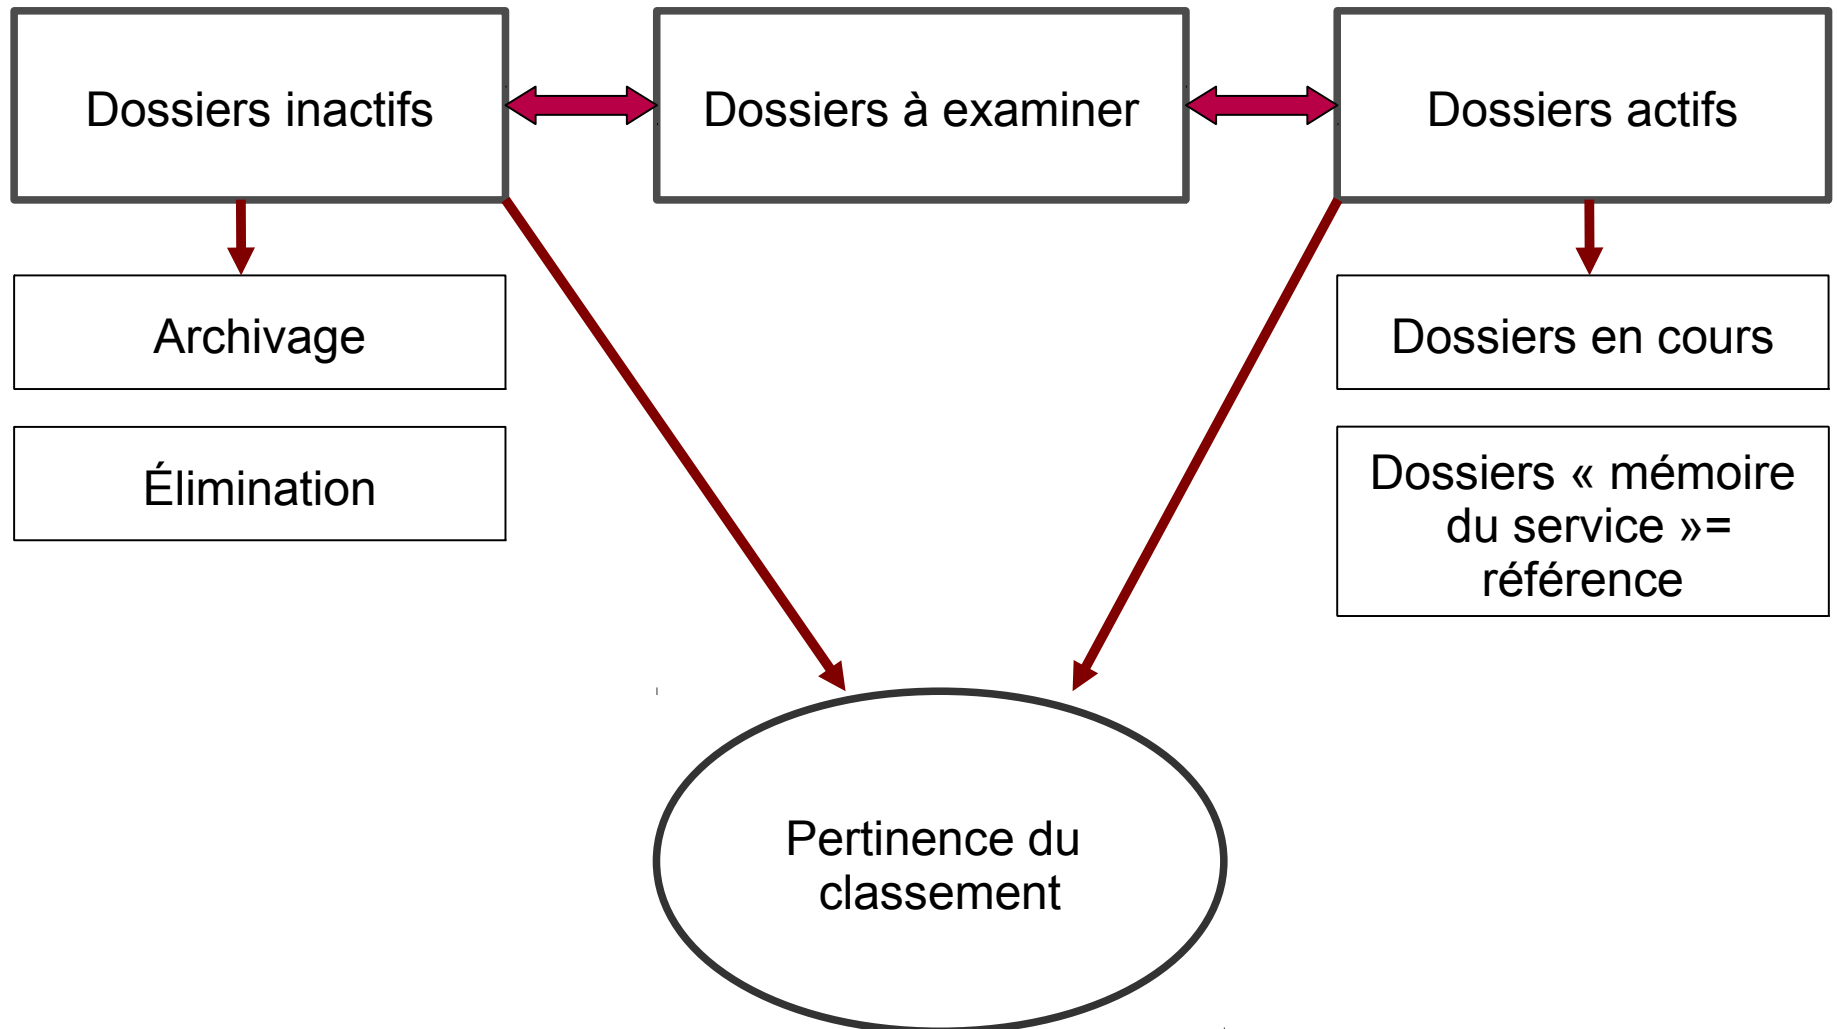 Dossiers inactifs
Dossiers à examiner
Dossiers actifs
Archivage
Dossiers en cours
Élimination
Dossiers « mémoire
du service »=
référence
Pertinence du
classement